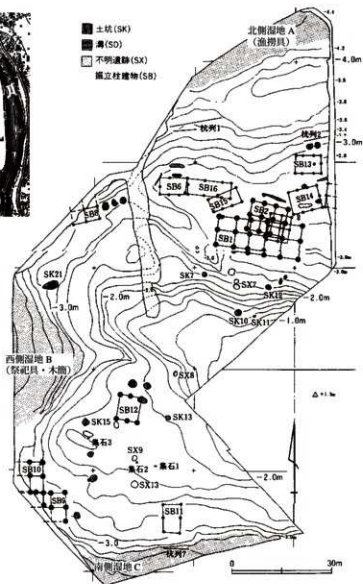 土坑(SK)
溝(SD)
不明遺跡(SX)
掘立柱建物(SB)
北側湿地A
(漁撈具)
-4.0m
杭列1
杭列2
-3.0m
SB13
SB6
SB16
SB15
SB14
SB2
SB8
SB1
SK21
SK7
SX7
SK12
-3.0m
-2.0m
-2.0m
SK10
SK11
-1.0m
西側湿地B
(祭祀具・木簡)
SX8
SB12
SK13
SK15
集石3
SX9
集石2
集石1
SX13
SB10
SB9
SB11
-2.0m
-3.0
杭列7
南側湿地C
0
30m